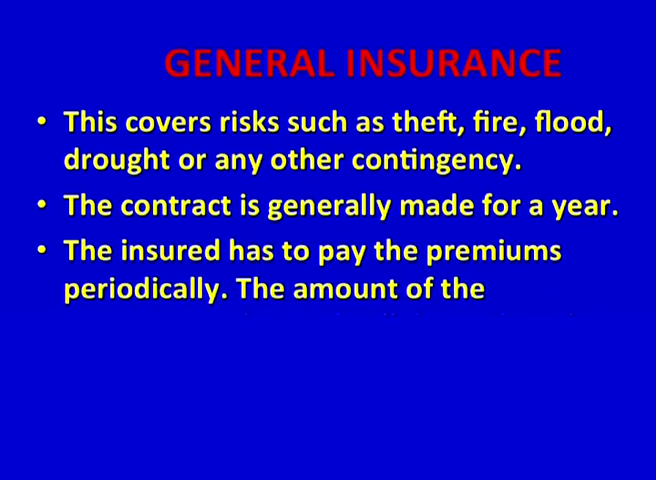 GENERAL INSURANCE
• This covers risks such as theft, fire, flood,
drought or any other contingency.
• The contract is generally made for a year.
• The insured has to pay the premiums
periodically. The amount of the